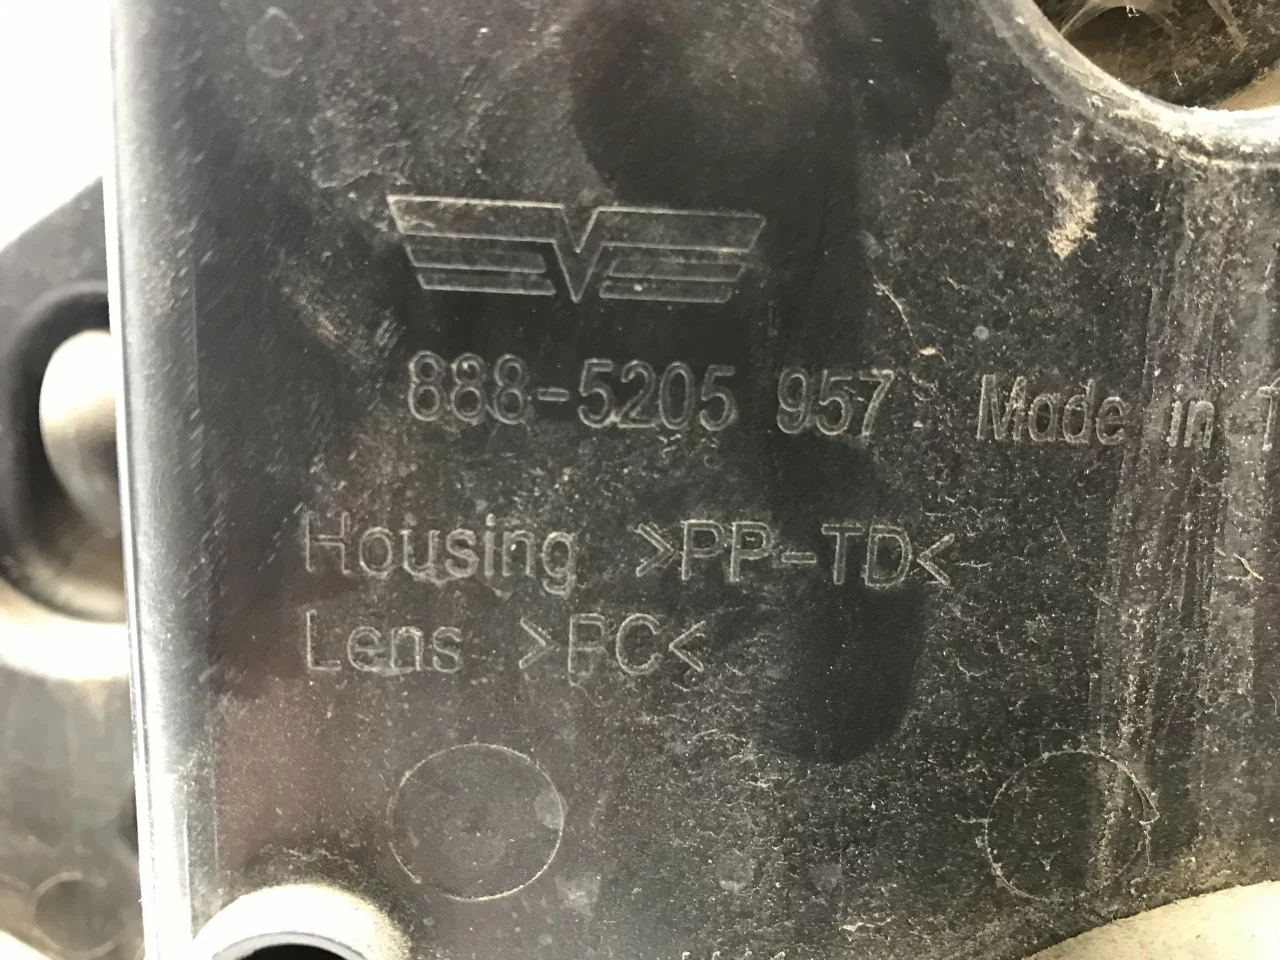 888-5205 957 Made in
Housing >PP-TD<
Lens >PC<